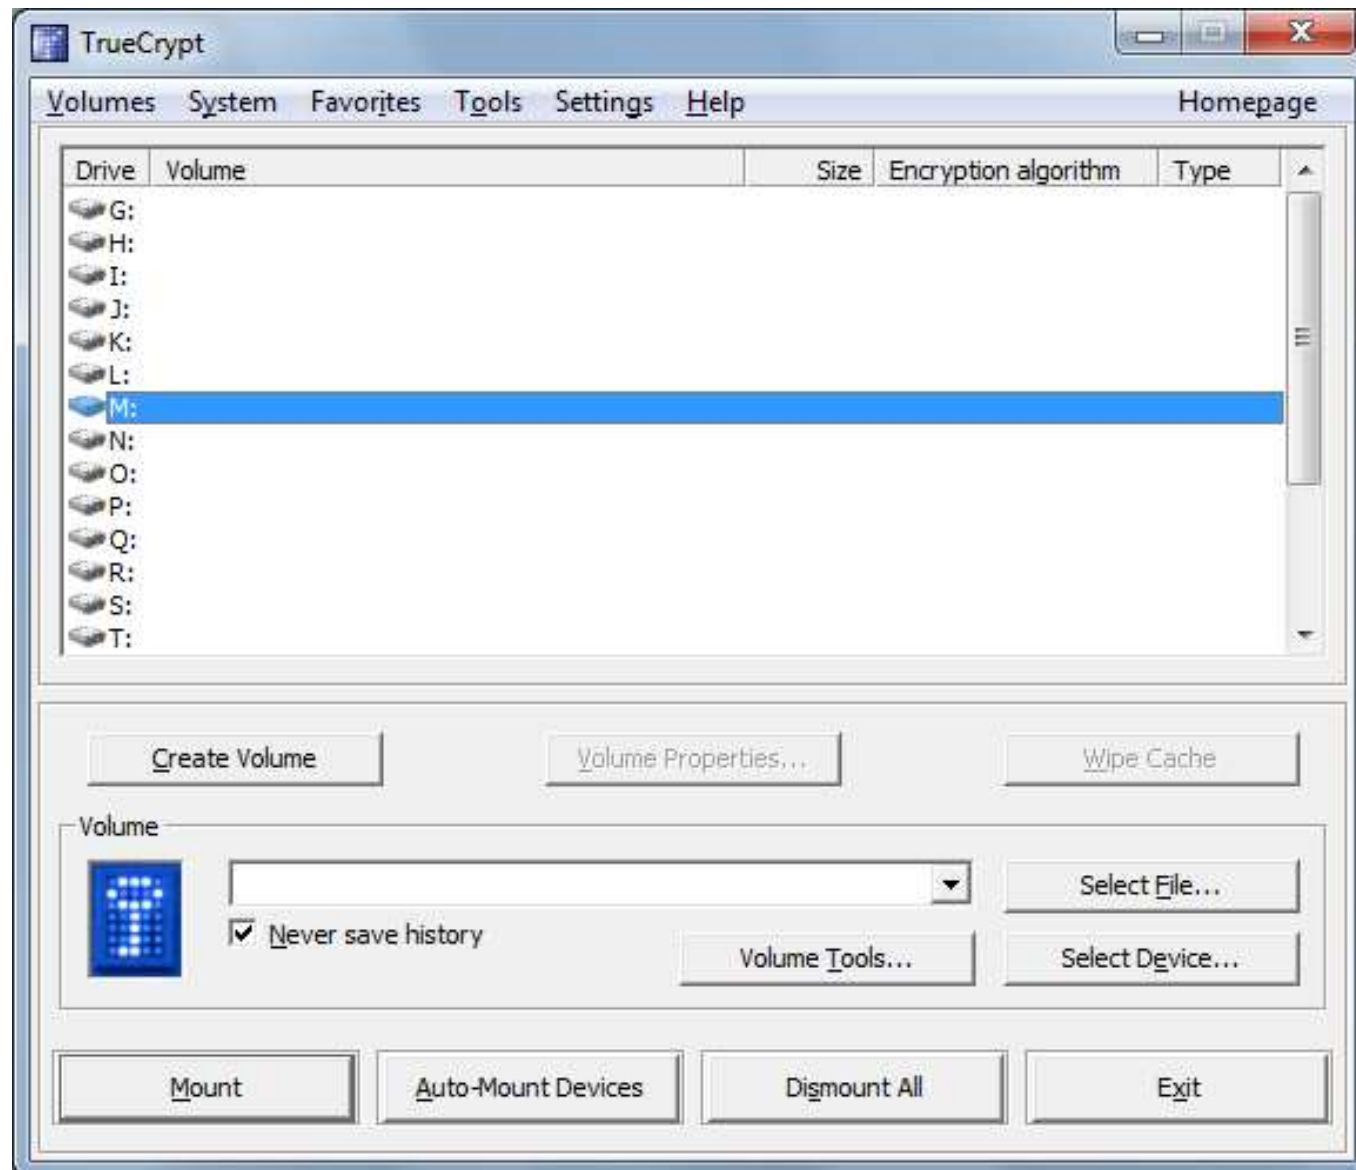 TrueCrypt
Volumes System Favorites Tools Settings Help Homepage
Drive Volume Size Encryption algorithm Type
G:
H:
I:
J:
K:
L:
M:
N:
O:
P:
Q:
R:
S:
T:
Create Volume Volume Properties... Wipe Cache
Volume
Select File...
Never save history
Volume Tools... Select Device...
Mount Auto-Mount Devices Dismount All Exit